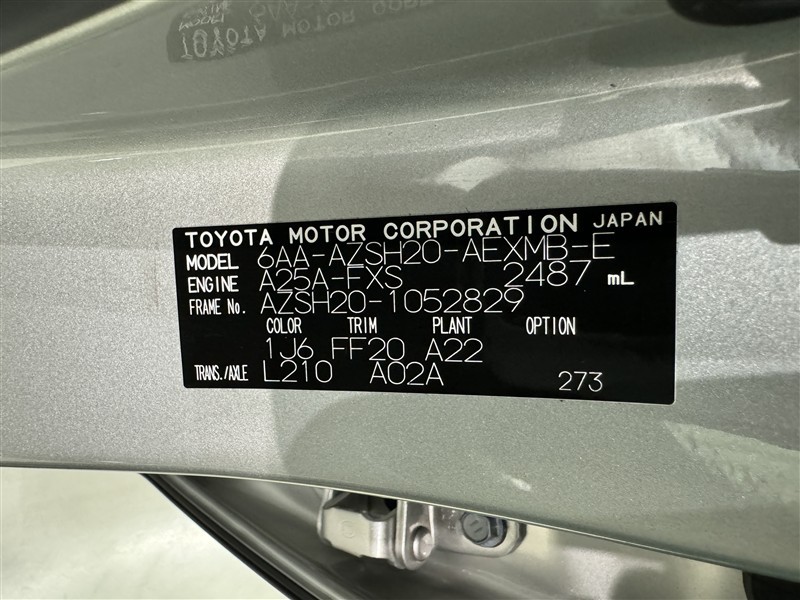 TOYOTA MOTOR CORPORATION JAPAN
MODEL 6AA-AZSH20-AEXMB-E
ENGINE A25A-FXS 2487 mL
FRAME No. AZSH20-1052829
COLOR TRIM PLANT OPTION
1J6 FF20 A22
TRANS./AXLE L210 A02A 273